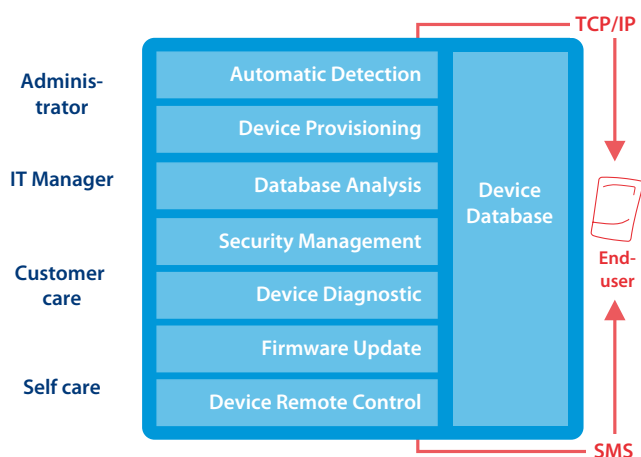 TCP/IP
Adminis-
trator
IT Manager
Customer
care
Self care
Automatic Detection
Device Provisioning
Database Analysis
Security Management
Device Diagnostic
Firmware Update
Device Remote Control
Device
Database
End-
user
SMS